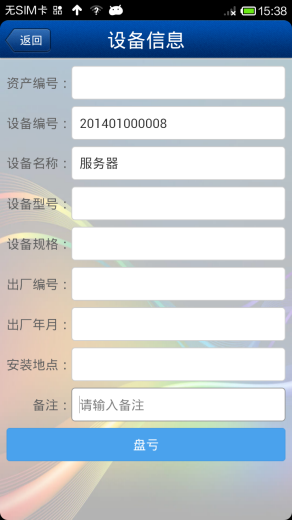 无SIM卡 15:38
返回 设备信息
资产编号：
设备编号： 201401000008
设备名称： 服务器
设备型号：
设备规格：
出厂编号：
出厂年月：
安装地点：
备注： 请输入备注
盘亏